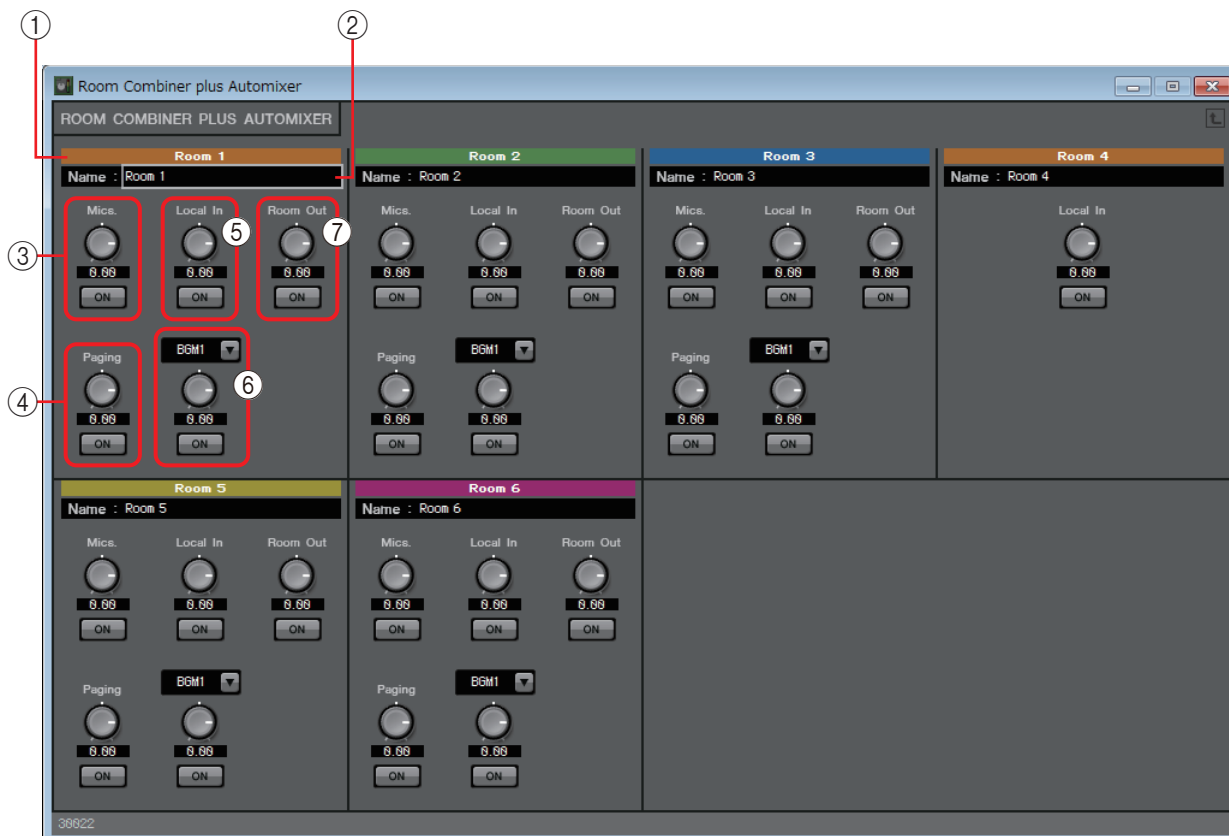 ① ②
Room Combiner plus Automixer
ROOM COMBINER PLUS AUTOMIXER
Room 1 Room 2 Room 3 Room 4
Name : Room 1 Name : Room 2 Name : Room 3 Name : Room 4
Mics. Local In Room Out Mics. Local In Room Out Mics. Local In Room Out Local In
③ ⑤ ⑦
0.00 0.00 0.00 0.00 0.00 0.00 0.00 0.00 0.00 0.00
ON ON ON ON ON ON ON ON ON ON
Paging BGM1 Paging BGM1 Paging BGM1
④ ⑥
0.00 0.00 0.00 0.00 0.00 0.00
ON ON ON ON ON ON
Room 5 Room 6
Name : Room 5 Name : Room 6
Mics. Local In Room Out Mics. Local In Room Out
0.00 0.00 0.00 0.00 0.00 0.00
ON ON ON ON ON ON
Paging BGM1 Paging BGM1
0.00 0.00 0.00 0.00
ON ON ON ON
30022